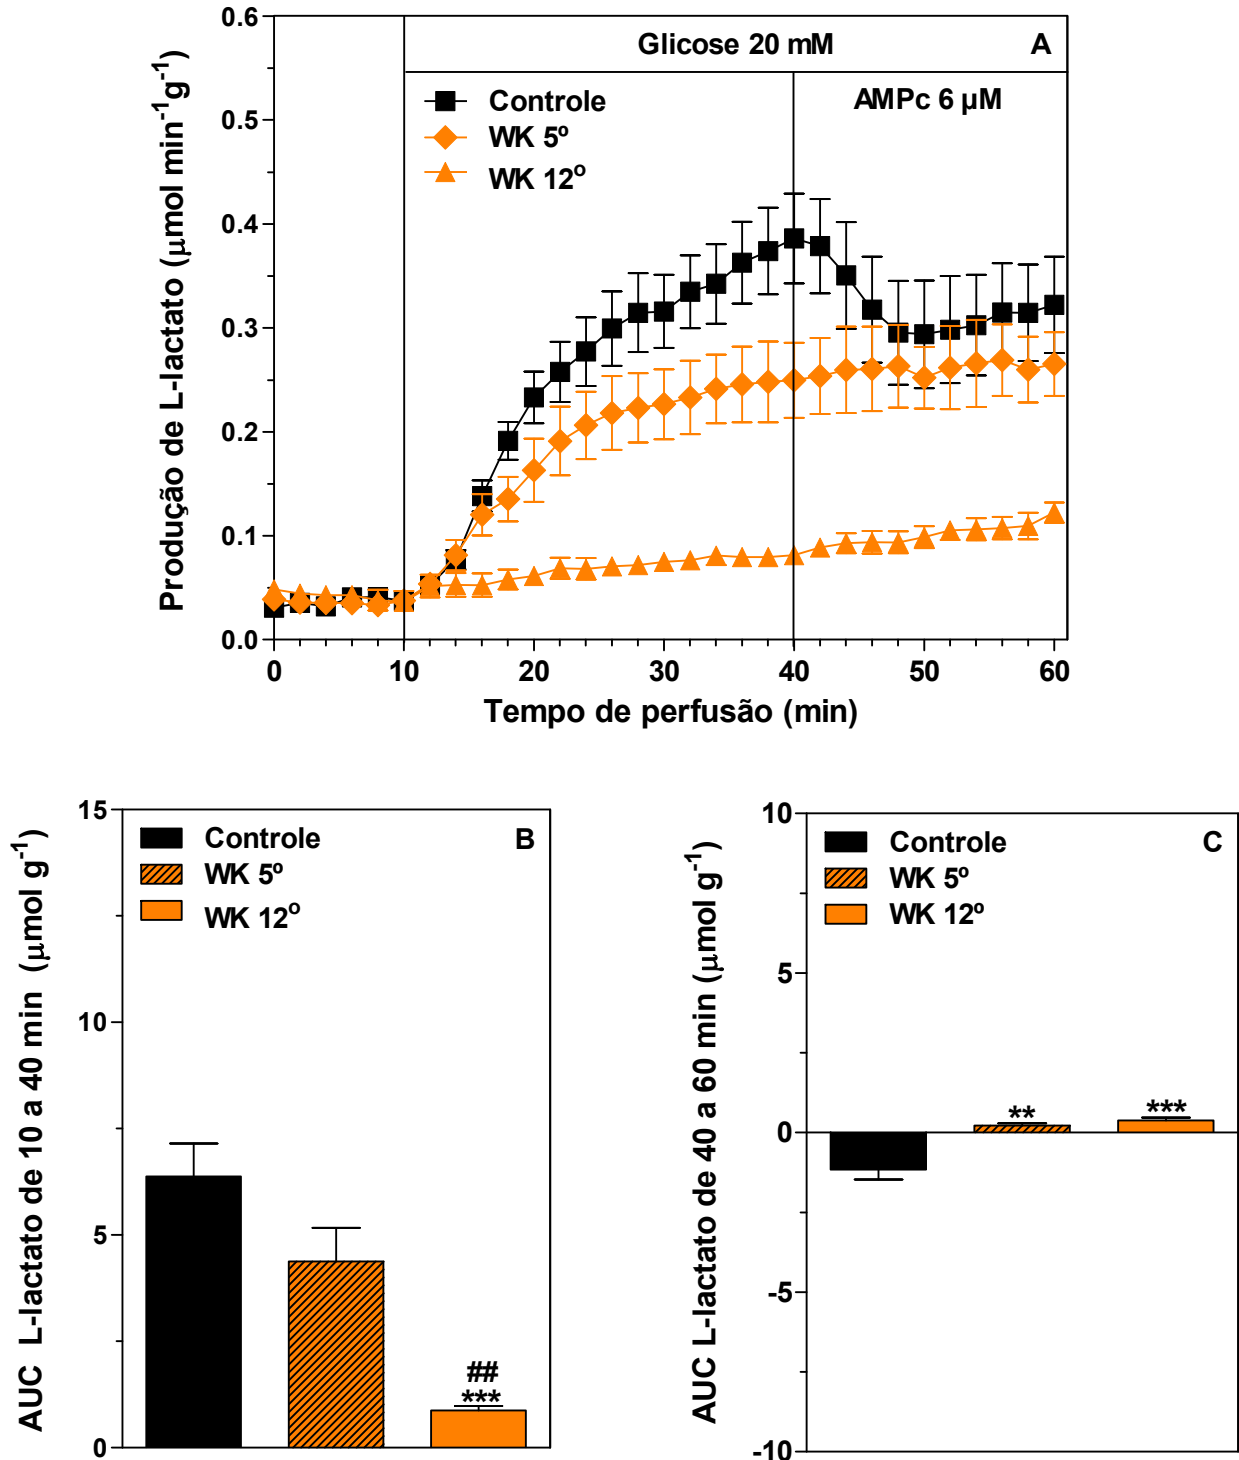 Produção de L-lactato (μmol min⁻¹g⁻¹)
0.6
0.5
0.4
0.3
0.2
0.1
0.0
Glicose 20 mM
A
AMPc 6 μM
Controle
WK 5º
WK 12º
0 10 20 30 40 50 60
Tempo de perfusão (min)
AUC L-lactato de 10 a 40 min (μmol g⁻¹)
15
10
5
0
Controle
WK 5º
WK 12º
B
##
***
AUC L-lactato de 40 a 60 min (μmol g⁻¹)
10
5
0
-5
-10
Controle
WK 5º
WK 12º
C
**
***